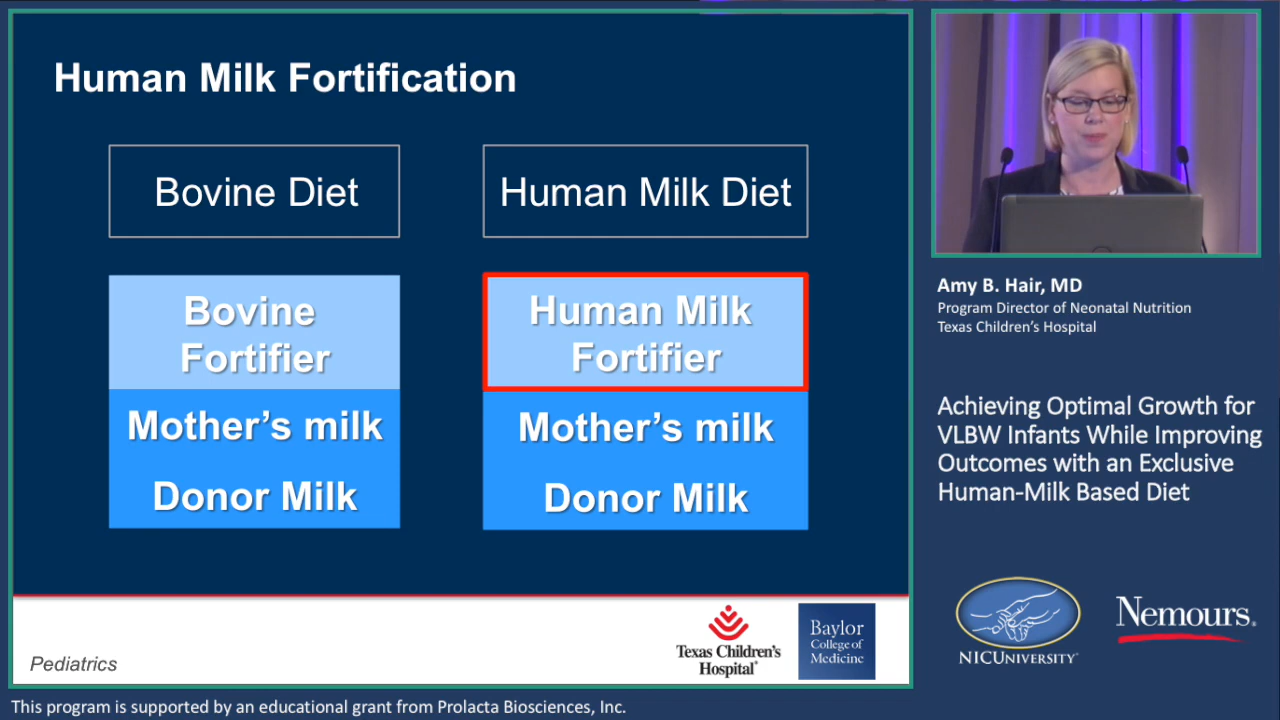 Human Milk Fortification
Bovine Diet
Human Milk Diet
Bovine
Fortifier
Mother's milk
Donor Milk
Human Milk
Fortifier
Mother's milk
Donor Milk
Pediatrics
Texas Children's
Hospital®
Baylor
College of
Medicine
Amy B. Hair, MD
Program Director of Neonatal Nutrition
Texas Children's Hospital
Achieving Optimal Growth for
VLBW Infants While Improving
Outcomes with an Exclusive
Human-Milk Based Diet
NICUNIVERSITY
Nemours®
This program is supported by an educational grant from Prolacta Biosciences, Inc.